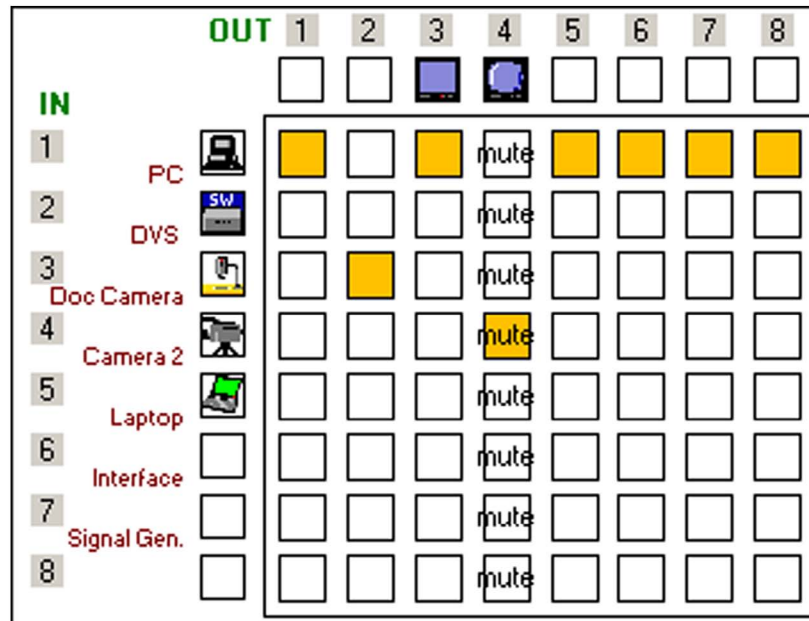 OUT 1 2 3 4 5 6 7 8
IN
1 PC mute
2 SW DVS mute
3 Doc Camera mute
4 Camera 2 mute
5 Laptop mute
6 Interface mute
7 Signal Gen. mute
8 mute